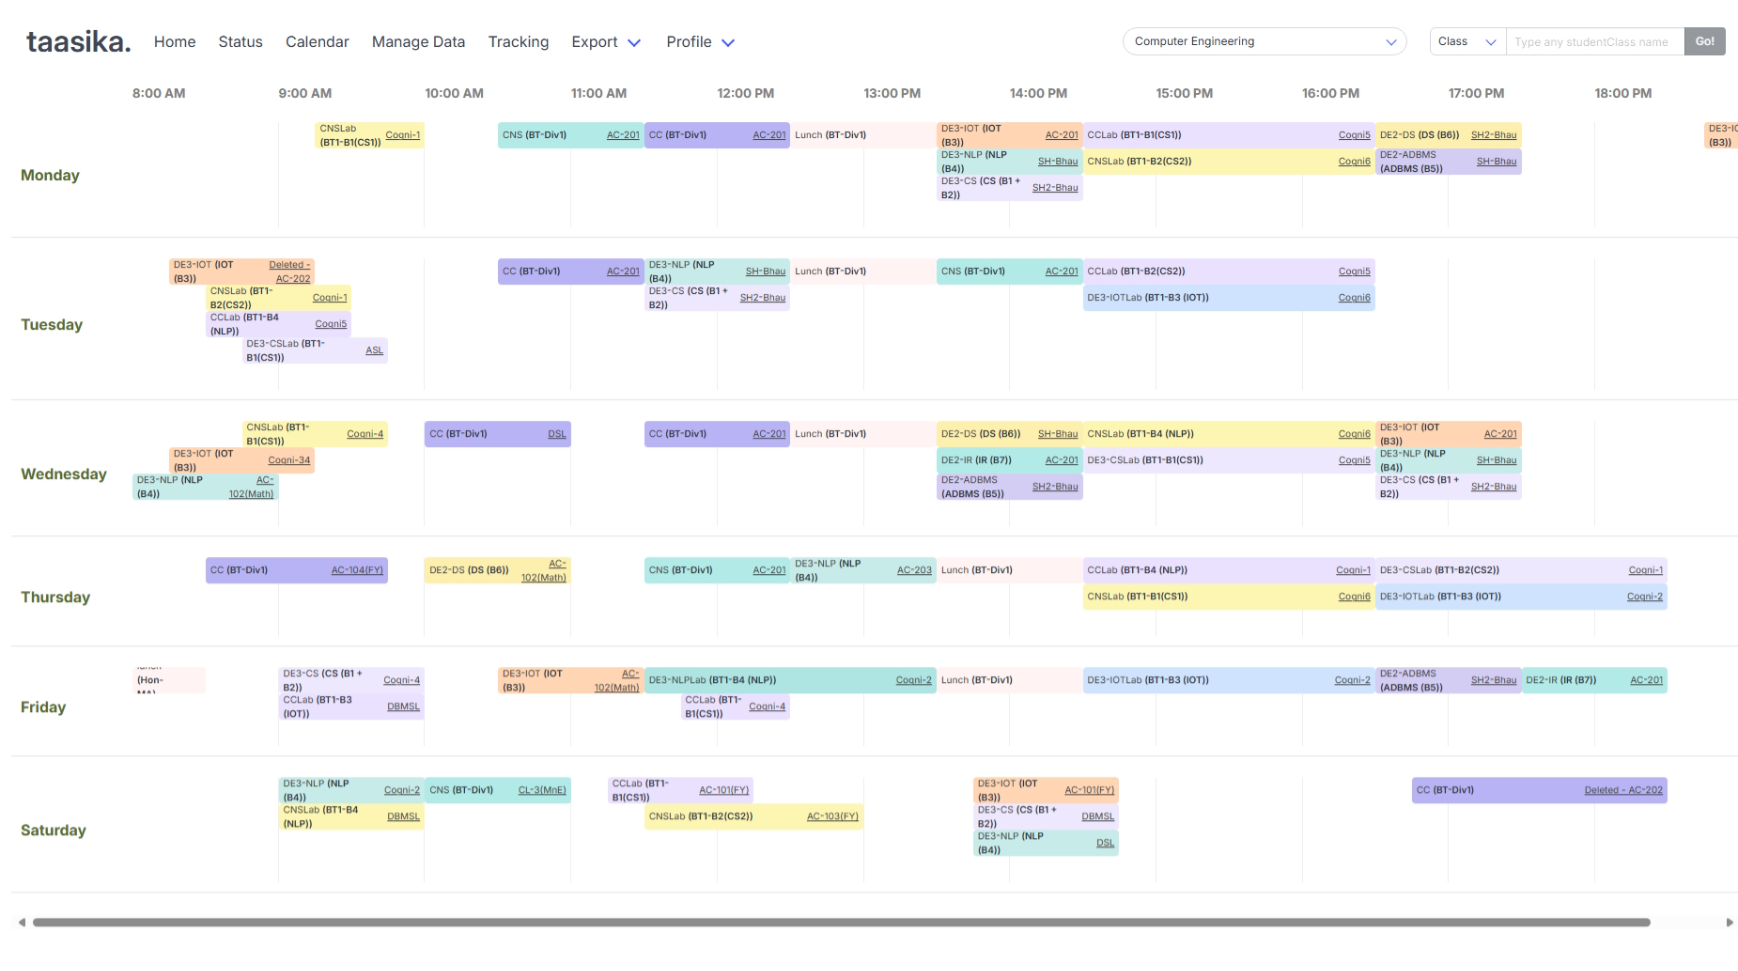 taasika. Home Status Calendar Manage Data Tracking Export Profile Computer Engineering Class Type any studentClass name Go!
8:00 AM 9:00 AM 10:00 AM 11:00 AM 12:00 PM 13:00 PM 14:00 PM 15:00 PM 16:00 PM 17:00 PM 18:00 PM
Monday
CNSLab
(BT1-B1(CS1)) Cogni-1
CNS (BT-Div1) AC-201
CC (BT-Div1) AC-201
Lunch (BT-Div1)
DE3-IOT (IOT
(B3)) AC-201
CCLab (BT1-B1(CS1)) Cogni5
DE2-DS (DS (B6)) SH2-Bhau
DE3-IO
(B3))
DE3-NLP (NLP
(B4)) SH-Bhau
CNSLab (BT1-B2(CS2)) Cogni6
DE2-ADBMS
(ADBMS (B5)) SH-Bhau
DE3-CS (CS (B1 +
B2)) SH2-Bhau
Tuesday
DE3-IOT (IOT Deleted -
(B3)) AC-202
CC (BT-Div1) AC-201
DE3-NLP (NLP
(B4)) SH-Bhau
Lunch (BT-Div1)
CNS (BT-Div1) AC-201
CCLab (BT1-B2(CS2)) Cogni5
CNSLab (BT1-
B2(CS2)) Cogni-1
DE3-CS (CS (B1 +
B2)) SH2-Bhau
DE3-IOTLab (BT1-B3 (IOT)) Cogni6
CCLab (BT1-B4
(NLP)) Cogni5
DE3-CSLab (BT1-
B1(CS1)) ASL
Wednesday
CNSLab (BT1-
B1(CS1)) Cogni-4
CC (BT-Div1) DSL
CC (BT-Div1) AC-201
Lunch (BT-Div1)
DE2-DS (DS (B6)) SH-Bhau
CNSLab (BT1-B4 (NLP)) Cogni6
DE3-IOT (IOT
(B3)) AC-201
DE3-IOT (IOT
(B3)) Cogni-34
DE2-IR (IR (B7)) AC-201
DE3-CSLab (BT1-B1(CS1)) Cogni5
DE3-NLP (NLP
(B4)) SH-Bhau
DE3-NLP (NLP AC-
(B4)) 102(Math)
DE2-ADBMS
(ADBMS (B5)) SH2-Bhau
DE3-CS (CS (B1 +
B2)) SH2-Bhau
Thursday
CC (BT-Div1) AC-104(FY)
DE2-DS (DS (B6)) AC-
102(Math)
CNS (BT-Div1) AC-201
DE3-NLP (NLP
(B4)) AC-203
Lunch (BT-Div1)
CCLab (BT1-B4 (NLP)) Cogni-1
DE3-CSLab (BT1-B2(CS2)) Cogni-1
CNSLab (BT1-B1(CS1)) Cogni6
DE3-IOTLab (BT1-B3 (IOT)) Cogni-2
Friday
(Hon-
DE3-CS (CS (B1 +
B2)) Cogni-4
DE3-IOT (IOT AC-
(B3)) 102(Math)
DE3-NLPLab (BT1-B4 (NLP)) Cogni-2
Lunch (BT-Div1)
DE3-IOTLab (BT1-B3 (IOT)) Cogni-2
DE2-ADBMS
(ADBMS (B5)) SH2-Bhau
DE2-IR (IR (B7)) AC-201
CCLab (BT1-B3
(IOT)) DBMSL
CCLab (BT1-
B1(CS1)) Cogni-4
Saturday
DE3-NLP (NLP
(B4)) Cogni-2
CNS (BT-Div1) CL-3(MnE)
CCLab (BT1-
B1(CS1)) AC-101(FY)
DE3-IOT (IOT
(B3)) AC-101(FY)
CC (BT-Div1) Deleted - AC-202
CNSLab (BT1-B4
(NLP)) DBMSL
CNSLab (BT1-B2(CS2)) AC-103(FY)
DE3-CS (CS (B1 +
B2)) DBMSL
DE3-NLP (NLP
(B4)) DSL